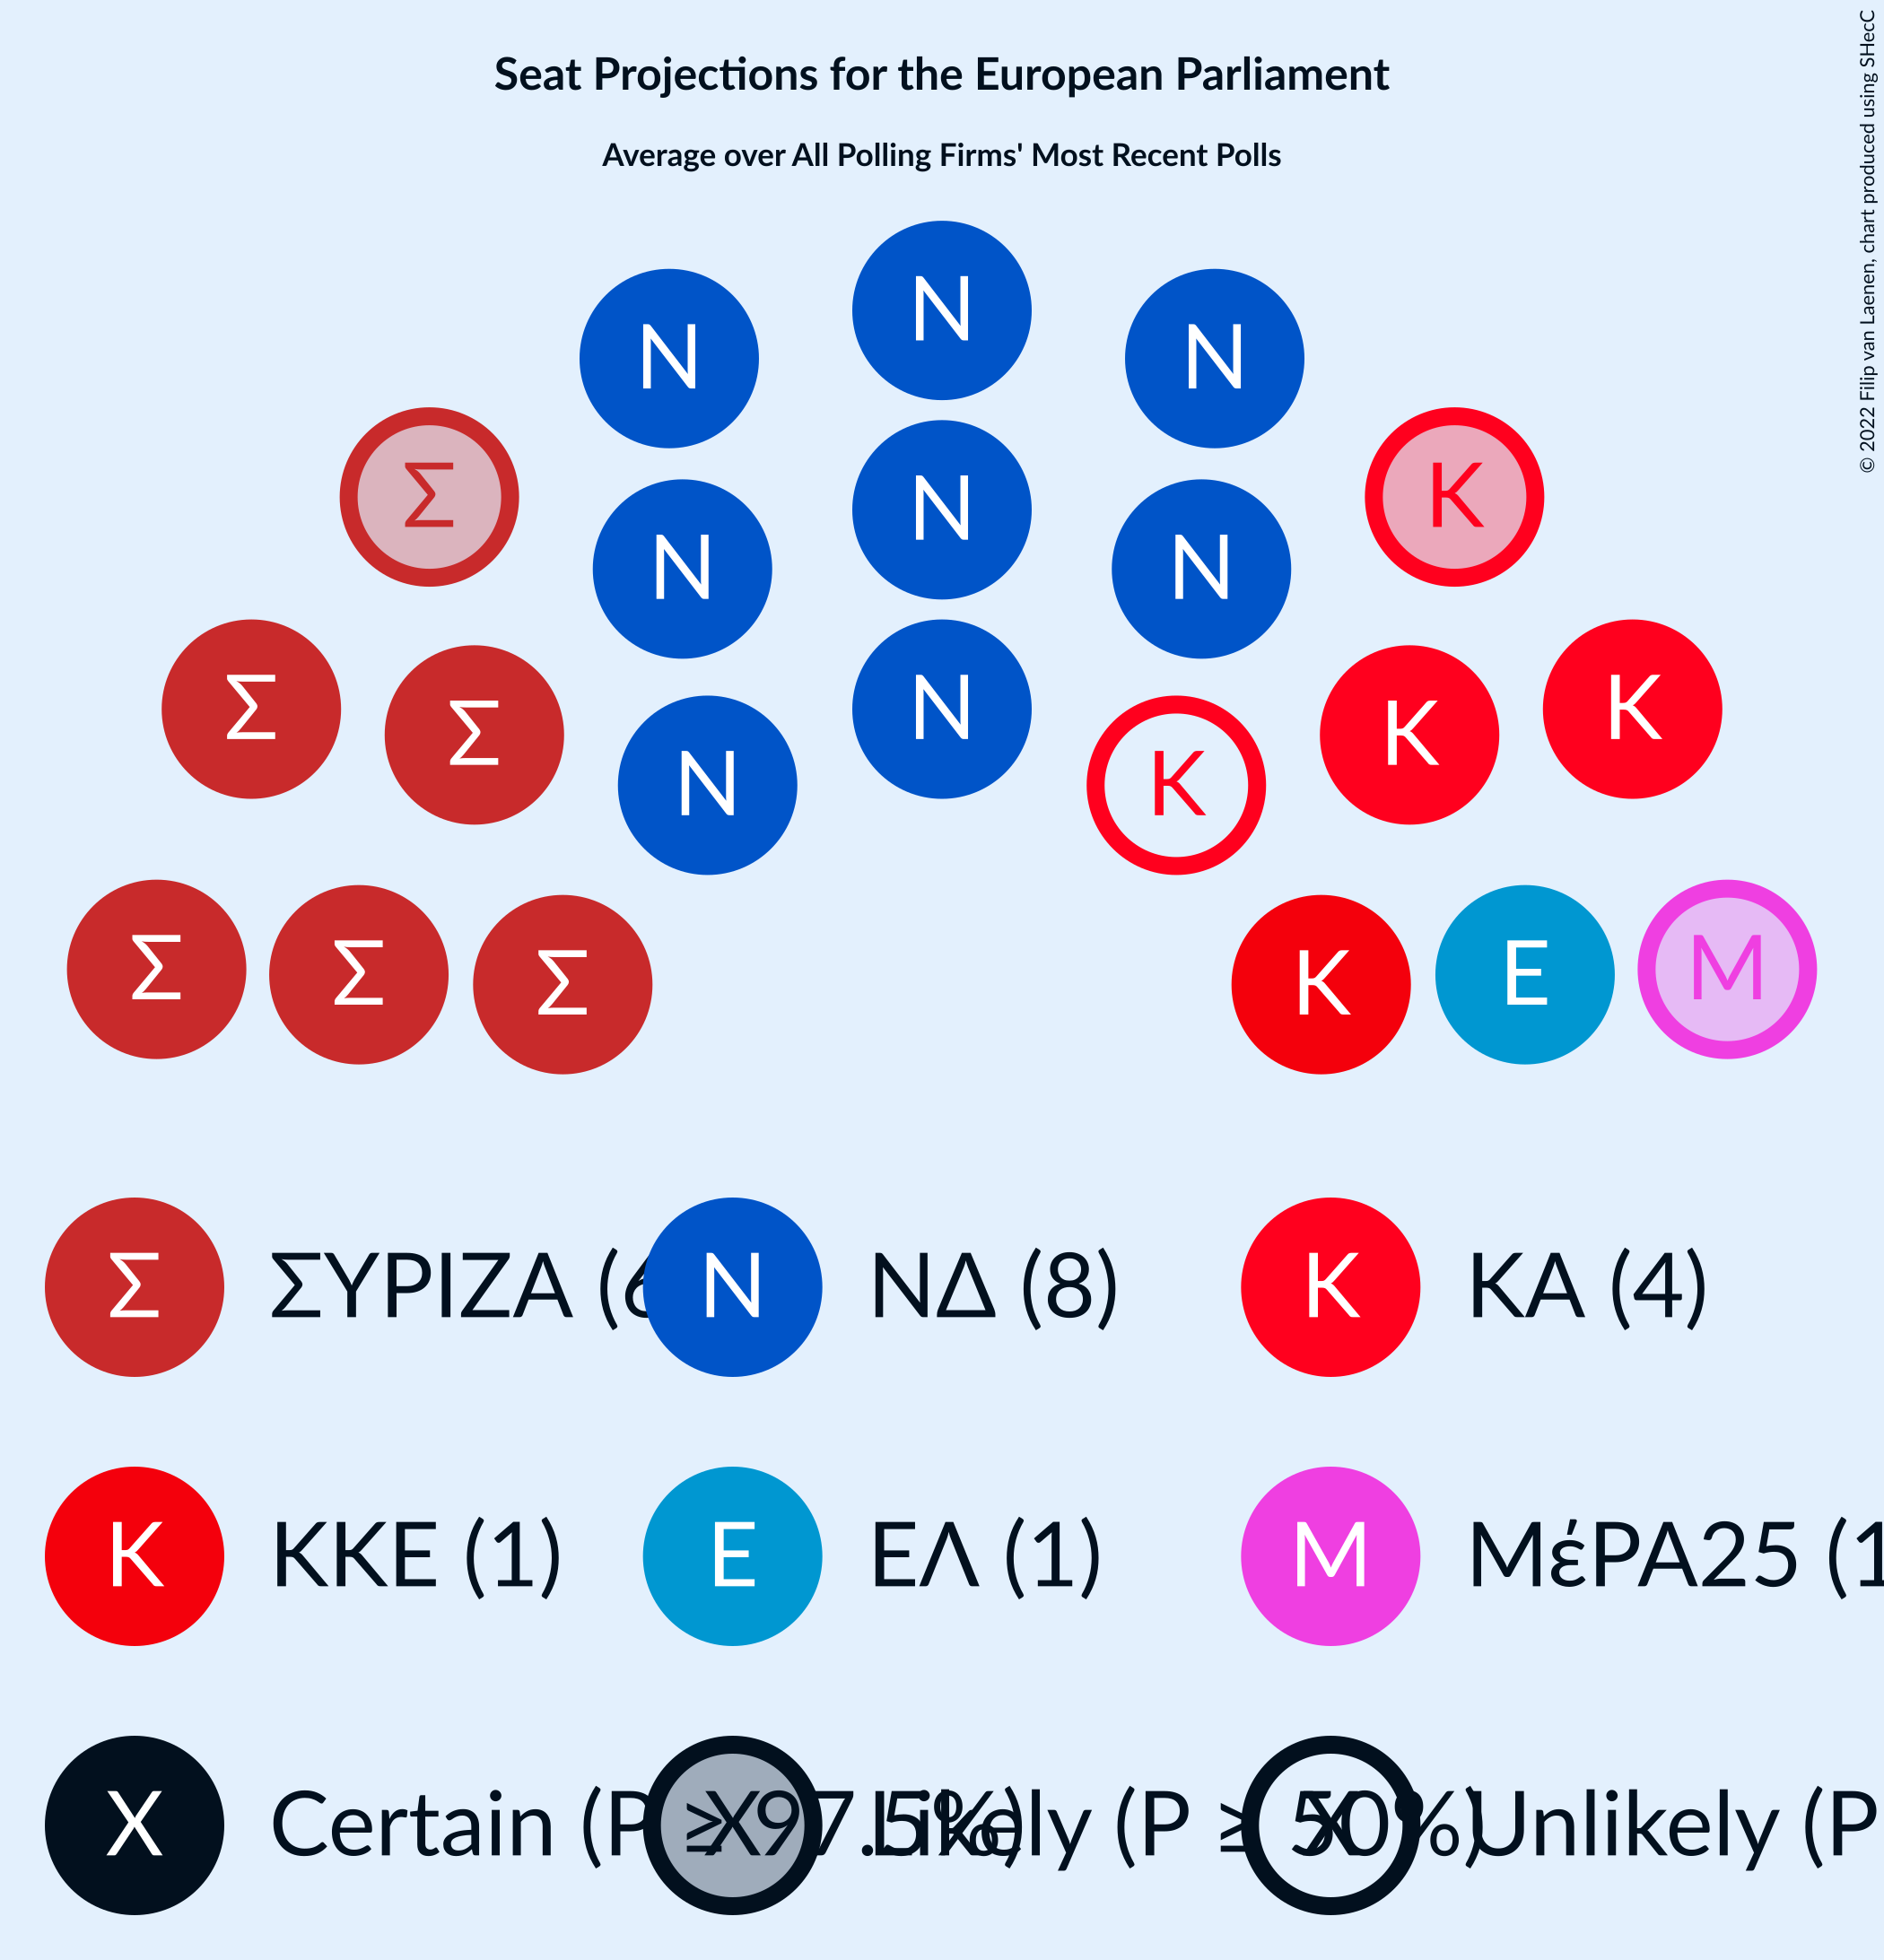 Seat Projections for the European Parliament
Average over All Polling Firms' Most Recent Polls
© 2022 Filip van Laenen, chart produced using SHecC
N
N N
Σ N K
N N
Σ N K
Σ K
N K
Σ Σ Σ K E M
Σ ΣΥΡΙΖΑ (6 N ΝΔ (8) K ΚΑ (4)
K ΚΚΕ (1) E ΕΛ (1) M ΜέΡΑ25 (1
X Certain (P ≥ 97.5%) X Likely (P ≥ 50%) X Unlikely (P